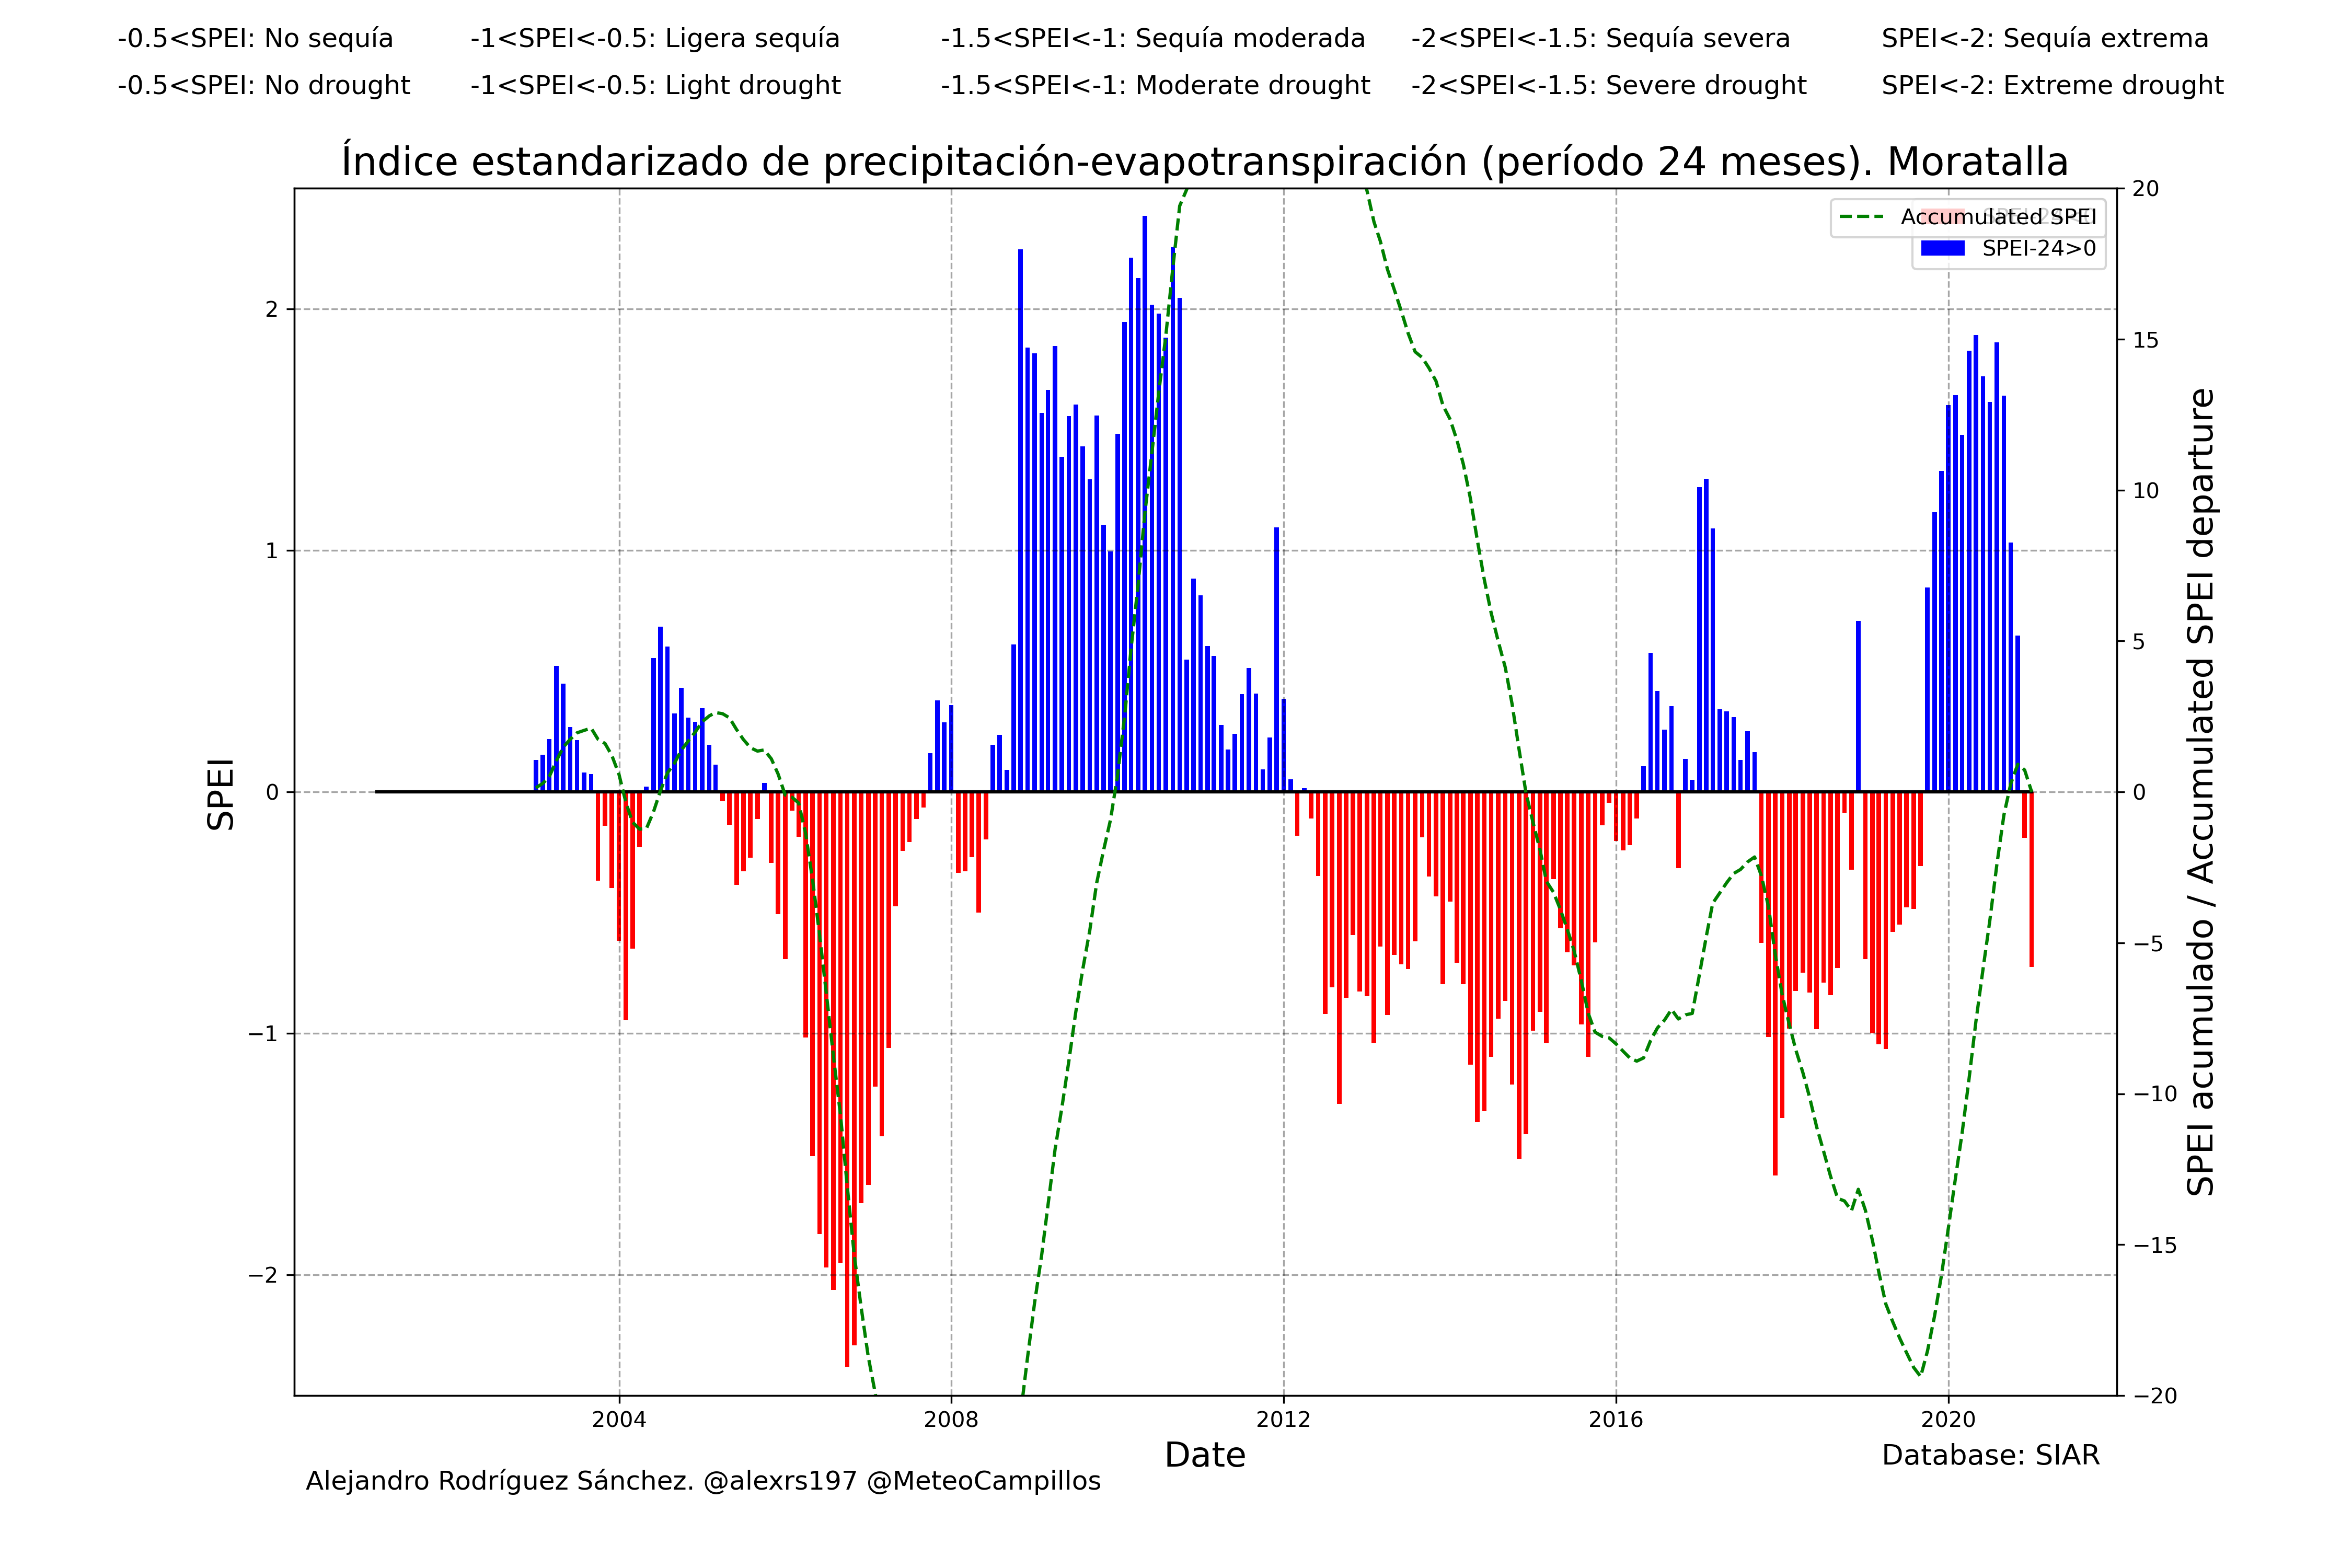 -0.5<SPEI: No sequía -1<SPEI<-0.5: Ligera sequía -1.5<SPEI<-1: Sequía moderada -2<SPEI<-1.5: Sequía severa SPEI<-2: Sequía extrema
-0.5<SPEI: No drought -1<SPEI<-0.5: Light drought -1.5<SPEI<-1: Moderate drought -2<SPEI<-1.5: Severe drought SPEI<-2: Extreme drought
Índice estandarizado de precipitación-evapotranspiración (período 24 meses). Moratalla
Accumulated SPEI
SPEI-24>0
SPEI
2
1
0
−1
−2
20
15
10
5
0
−5
−10
−15
−20
SPEI acumulado / Accumulated SPEI departure
2004 2008 2012 2016 2020
Date
Database: SIAR
Alejandro Rodríguez Sánchez. @alexrs197 @MeteoCampillos